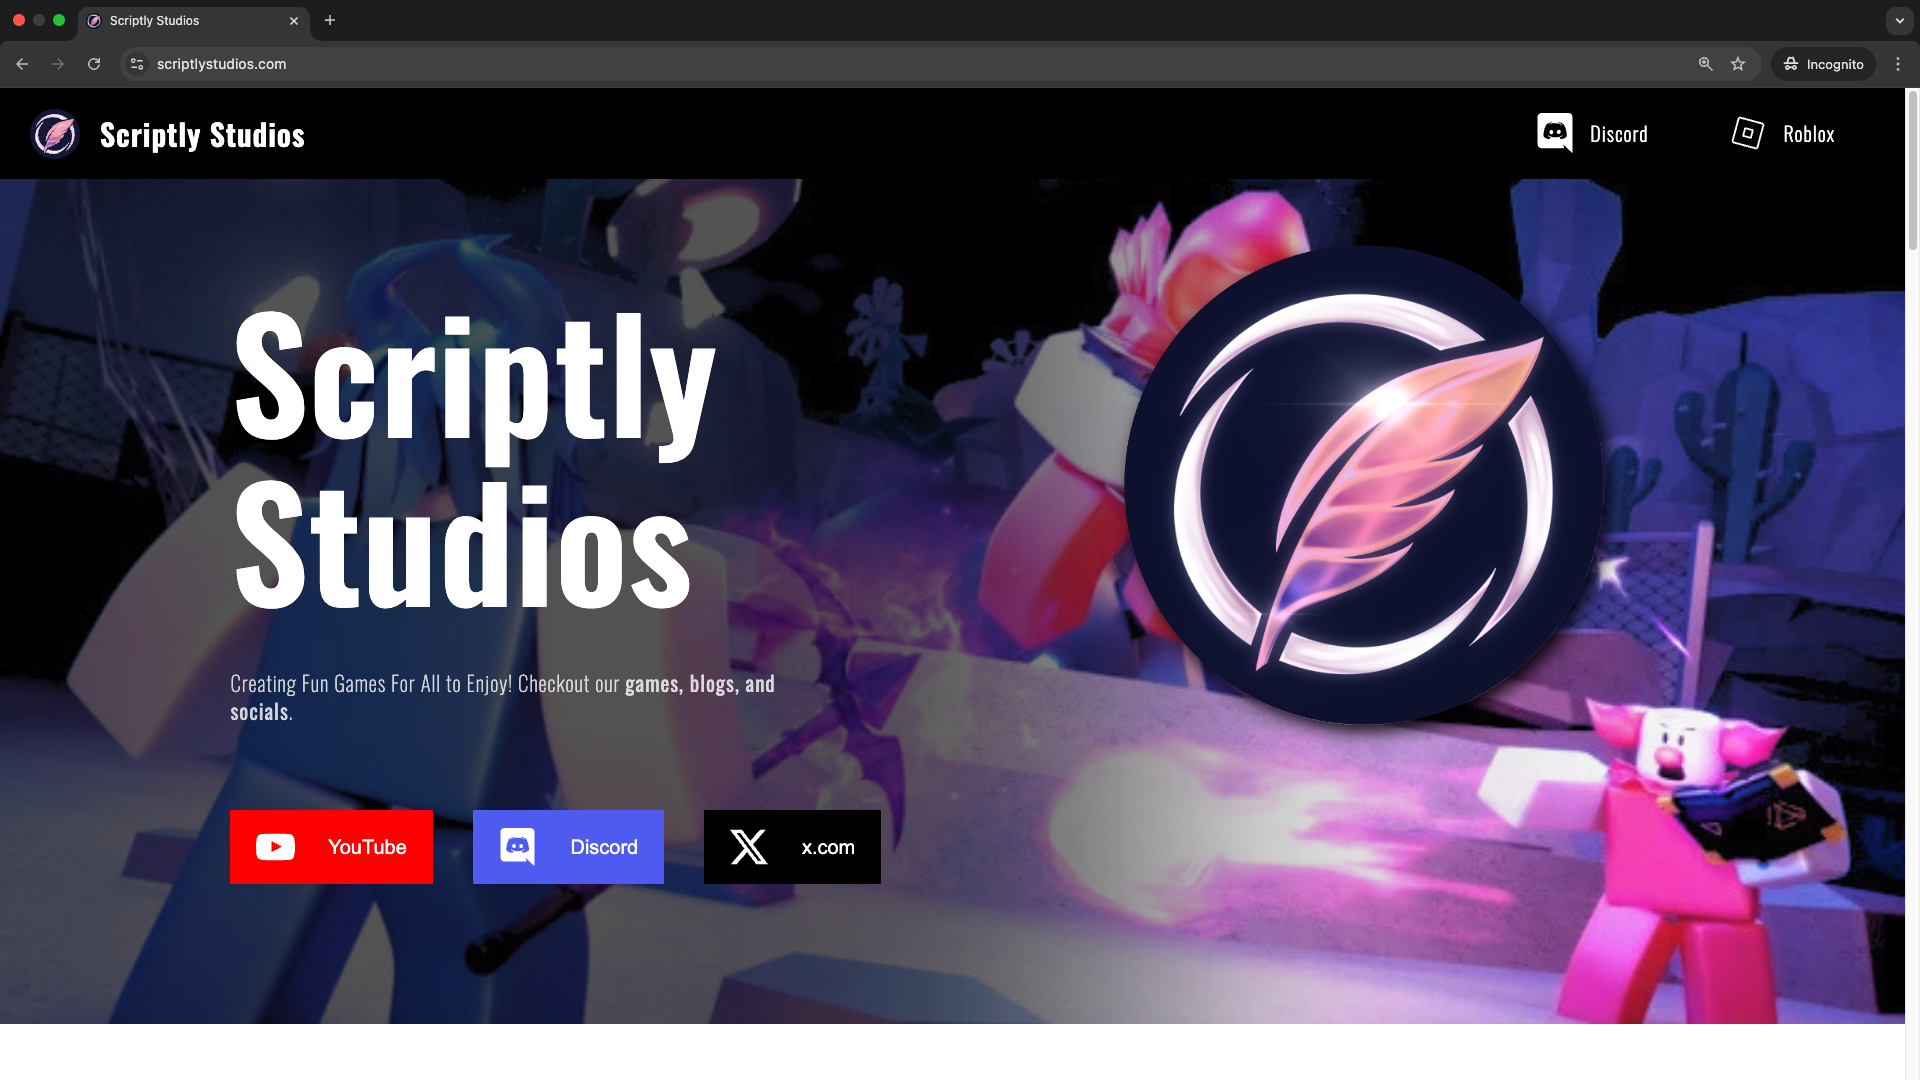 Scriptly Studios
scriptlystudios.com
Incognito
Scriptly Studios
Discord
Roblox
Scriptly
Studios
Creating Fun Games For All to Enjoy! Checkout our games, blogs, and
socials.
YouTube
Discord
x.com